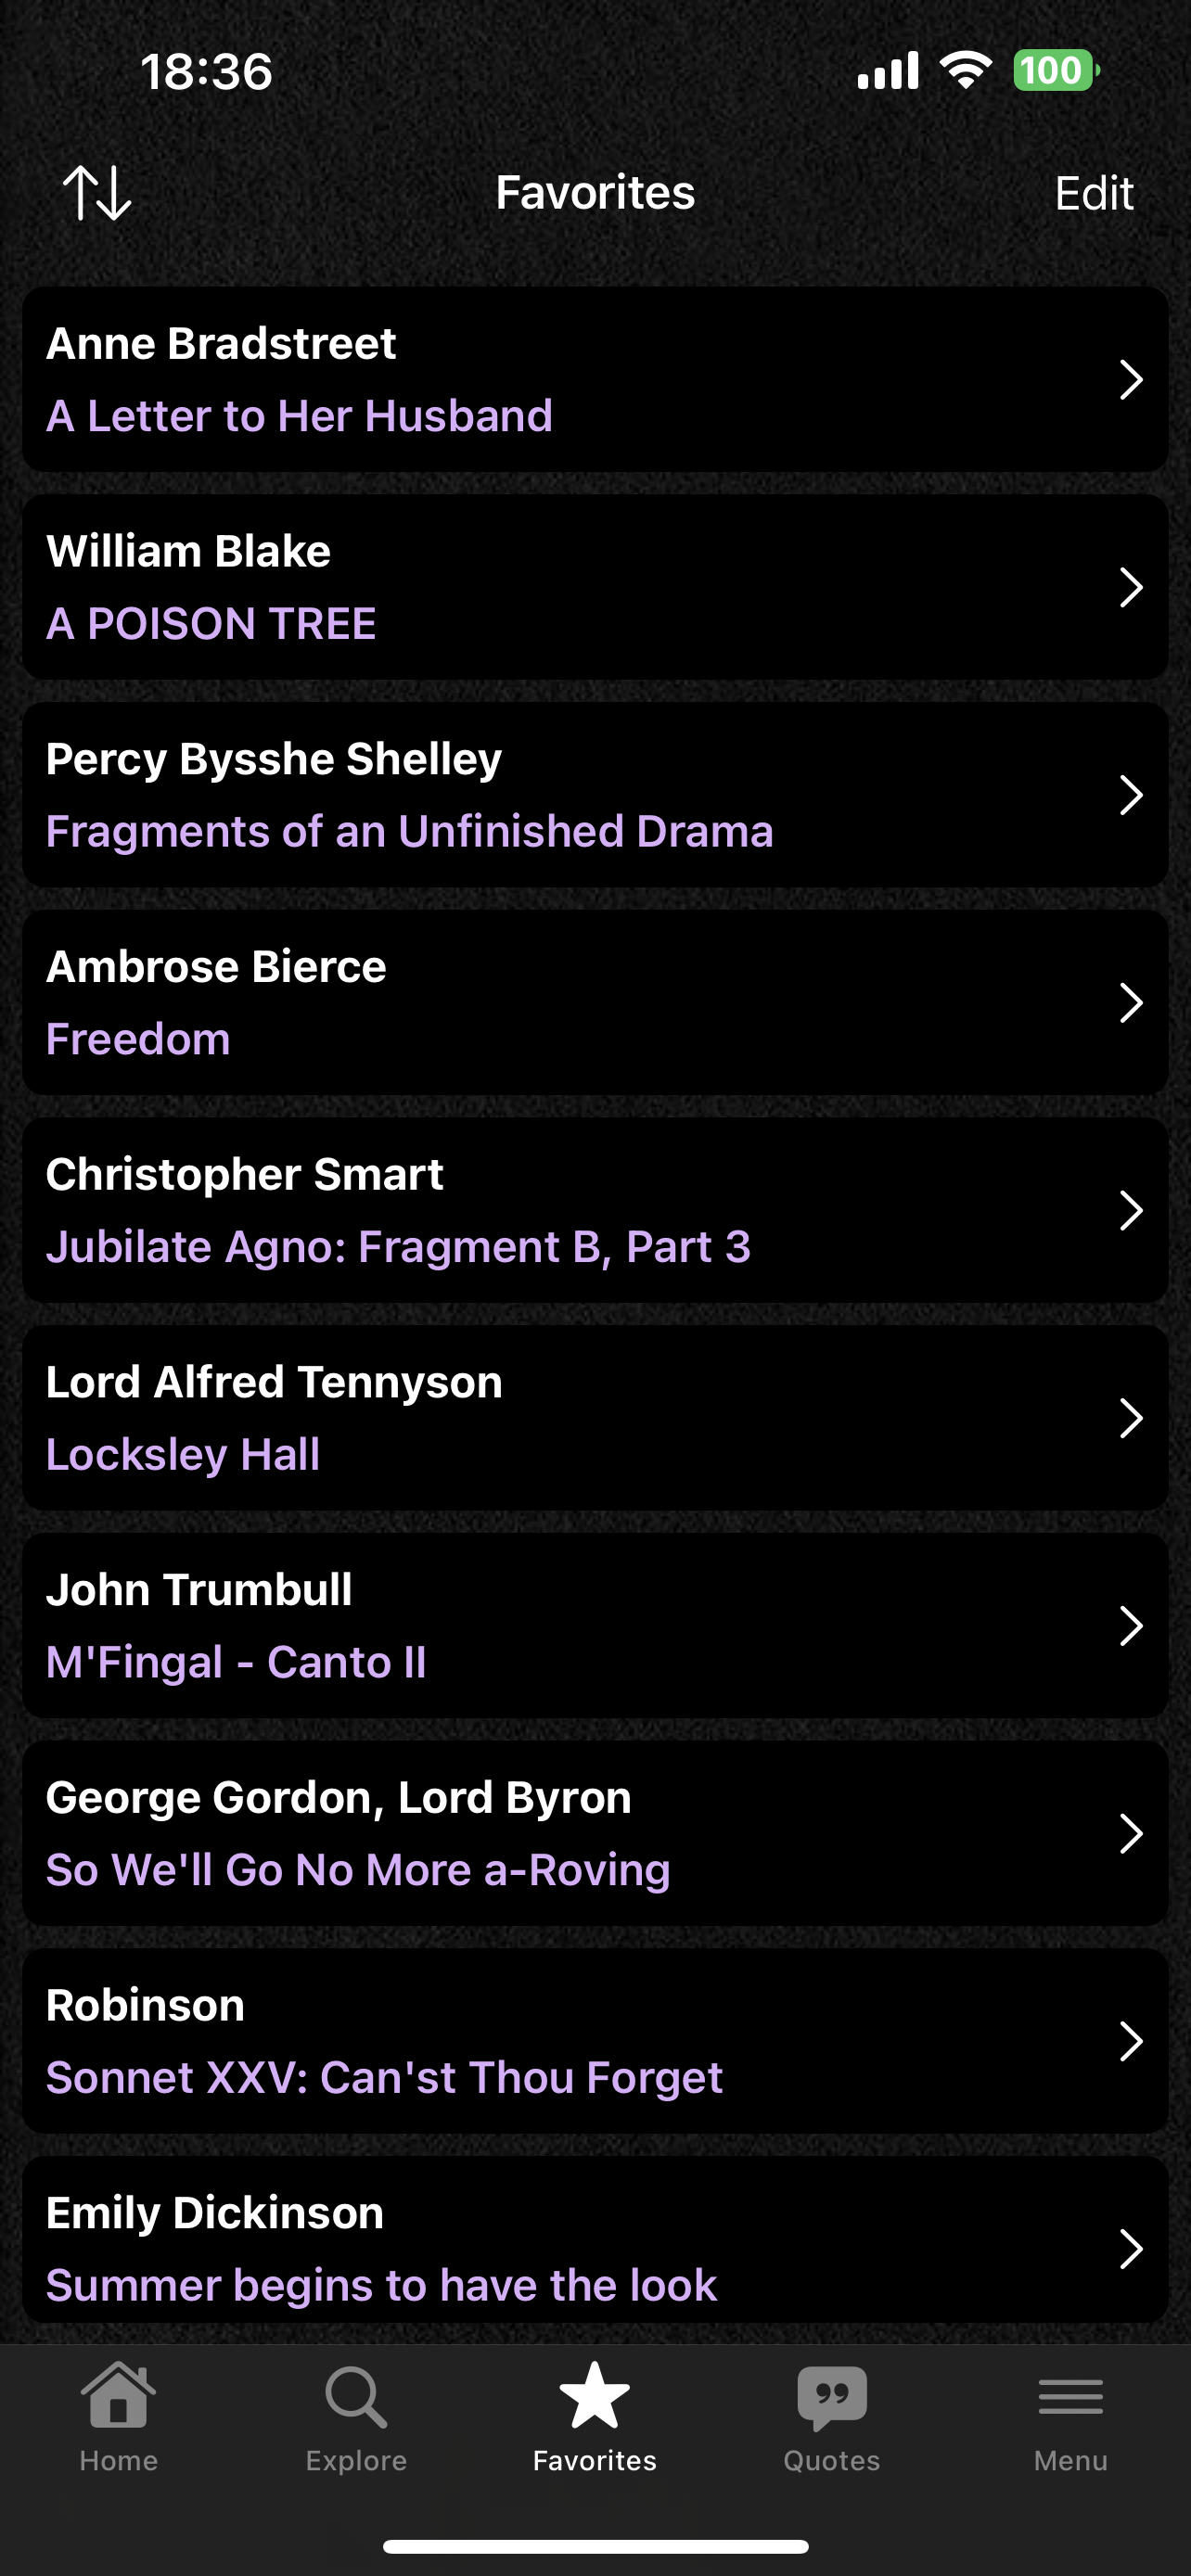 18:36
100
Favorites
Edit
Anne Bradstreet
A Letter to Her Husband
William Blake
A POISON TREE
Percy Bysshe Shelley
Fragments of an Unfinished Drama
Ambrose Bierce
Freedom
Christopher Smart
Jubilate Agno: Fragment B, Part 3
Lord Alfred Tennyson
Locksley Hall
John Trumbull
M'Fingal - Canto II
George Gordon, Lord Byron
So We'll Go No More a-Roving
Robinson
Sonnet XXV: Can'st Thou Forget
Emily Dickinson
Summer begins to have the look
Home
Explore
Favorites
Quotes
Menu